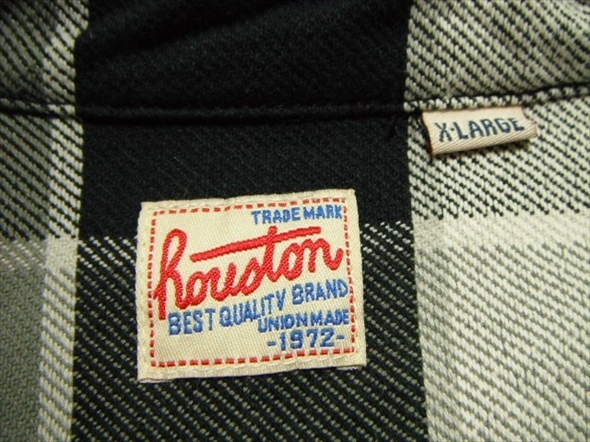 X-LARGE
TRADE MARK
houston
BEST QUALITY BRAND
UNION MADE
-1972-